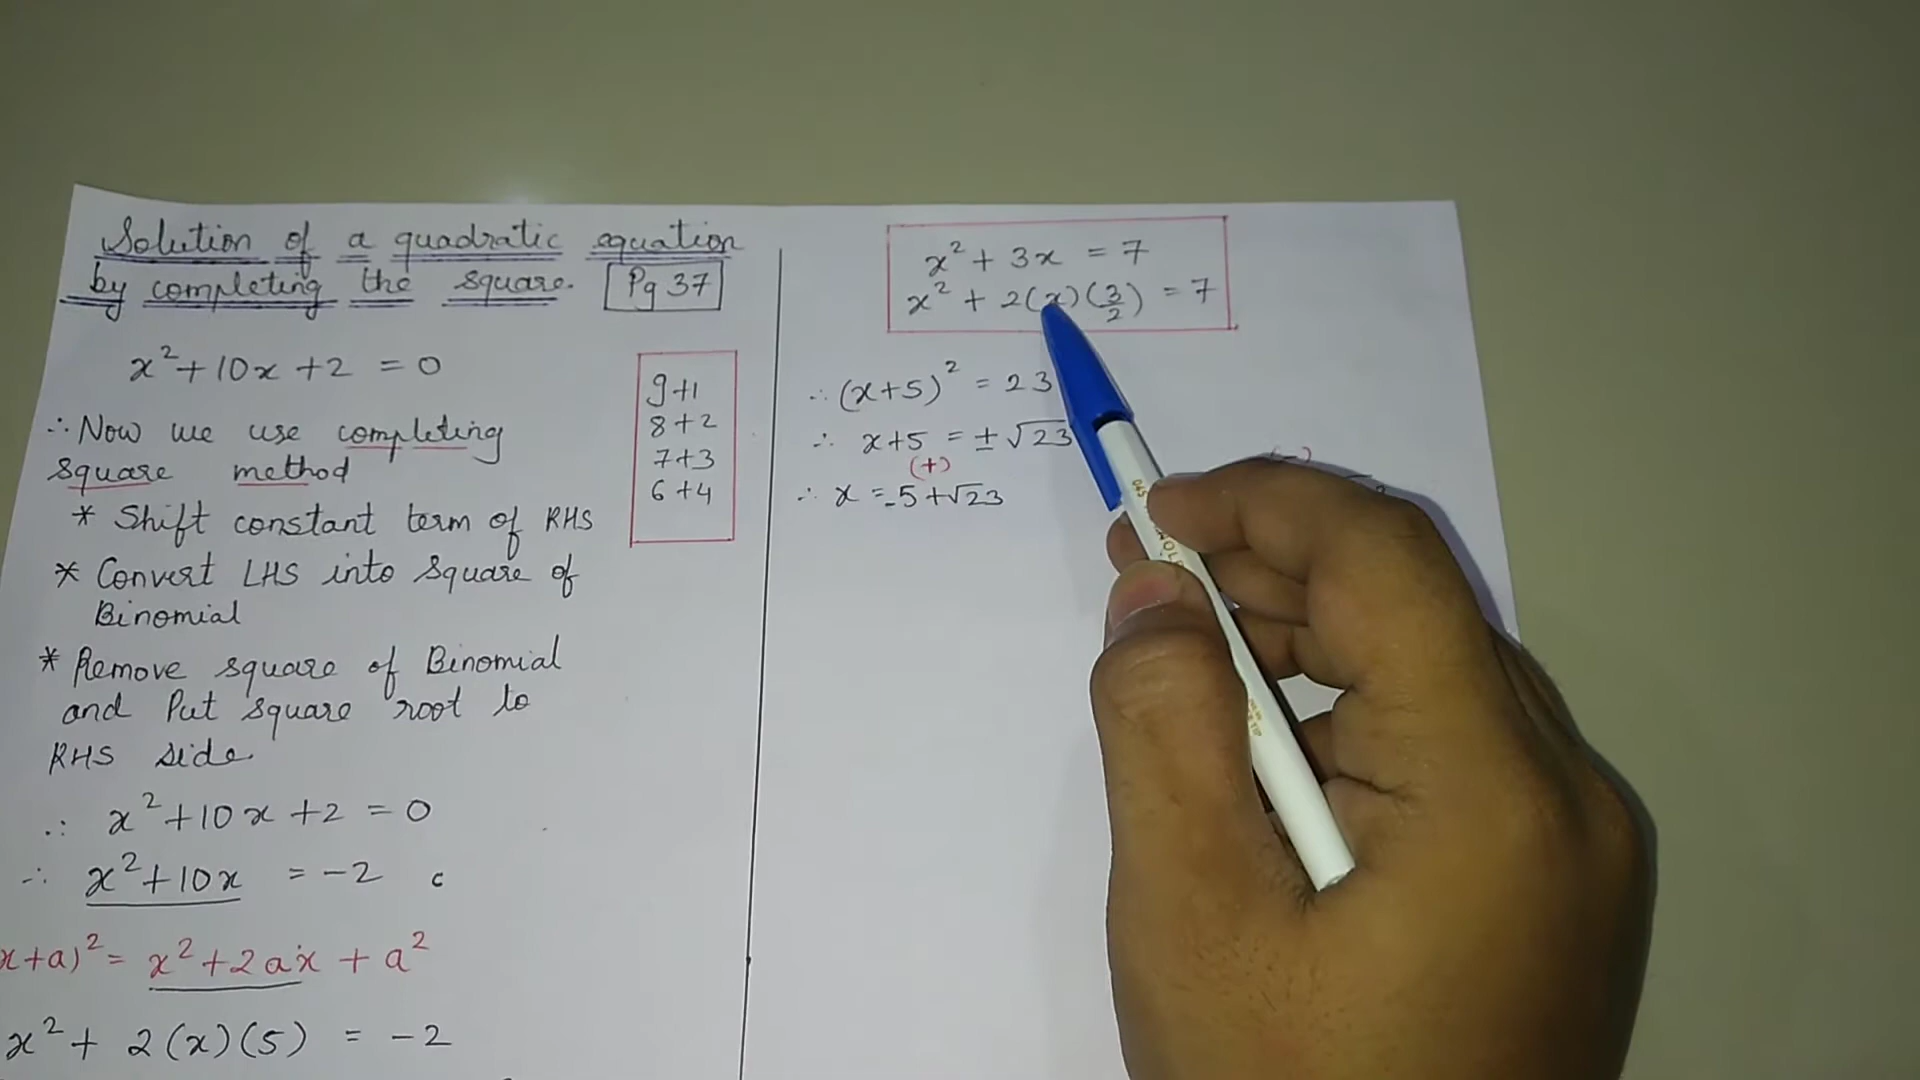 Solution of a quadratic equation
by completing the square. Pg 37
x² + 10x + 2 = 0
∴ Now we use completing
square method
* Shift constant term of RHS
* Convert LHS into square of
Binomial
* Remove square of Binomial
and Put square root to
RHS side.
∴ x² + 10x + 2 = 0
∴ x² + 10x = -2
x + a)² = x² + 2ax + a²
x² + 2(x)(5) = -2
9+1
8+2
7+3
6+4
x² + 3x = 7
x² + 2(x)(3/2) = 7
∴ (x+5)² = 23
∴ x+5 = ± √23
(+)
∴ x = -5 + √23
(-)